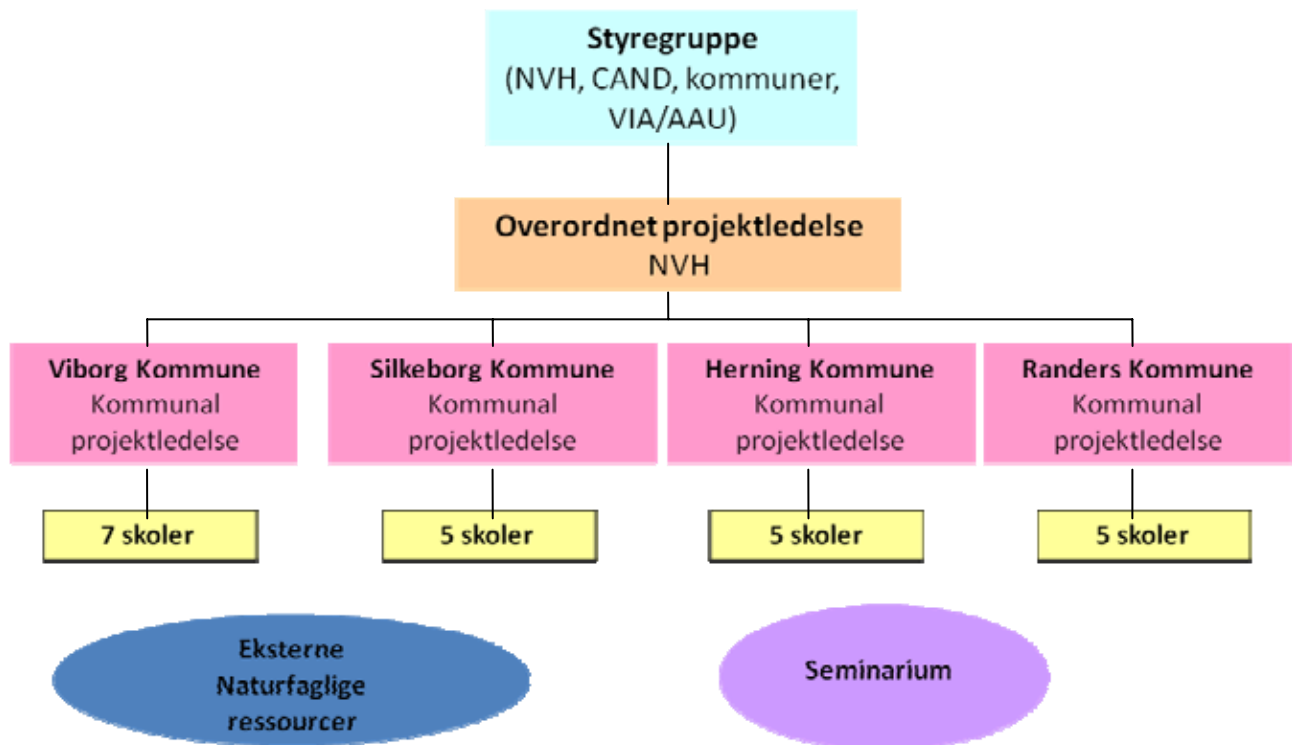 Styregruppe
(NVH, CAND, kommuner,
VIA/AAU)
Overordnet projektledelse
NVH
Viborg Kommune
Kommunal
projektledelse
Silkeborg Kommune
Kommunal
projektledelse
Herning Kommune
Kommunal
projektledelse
Randers Kommune
Kommunal
projektledelse
7 skoler
5 skoler
5 skoler
5 skoler
Eksterne
Naturfaglige
ressourcer
Seminarium